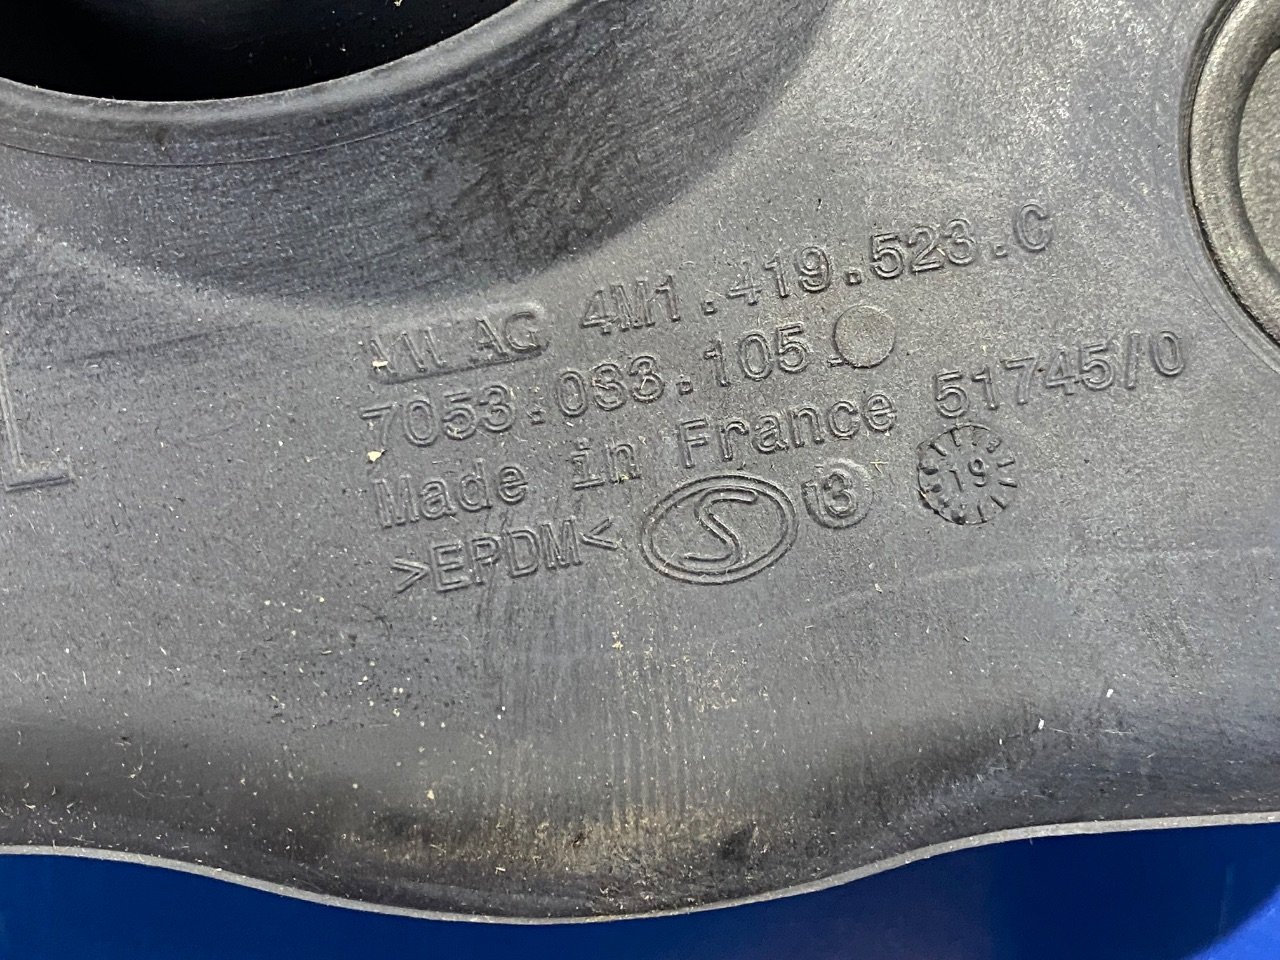 L
VW AG 4M1.419.523.C
7053.033.105
Made in France 51745/0
>EPDM< S 13 19